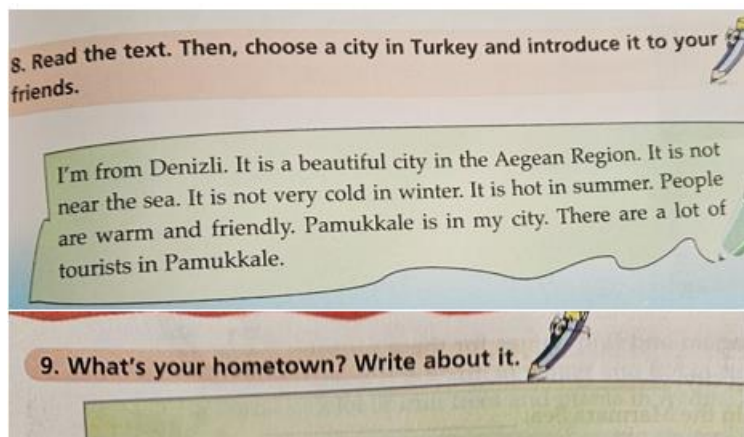 8. Read the text. Then, choose a city in Turkey and introduce it to your
friends.
I'm from Denizli. It is a beautiful city in the Aegean Region. It is not
near the sea. It is not very cold in winter. It is hot in summer. People
are warm and friendly. Pamukkale is in my city. There are a lot of
tourists in Pamukkale.
9. What's your hometown? Write about it.